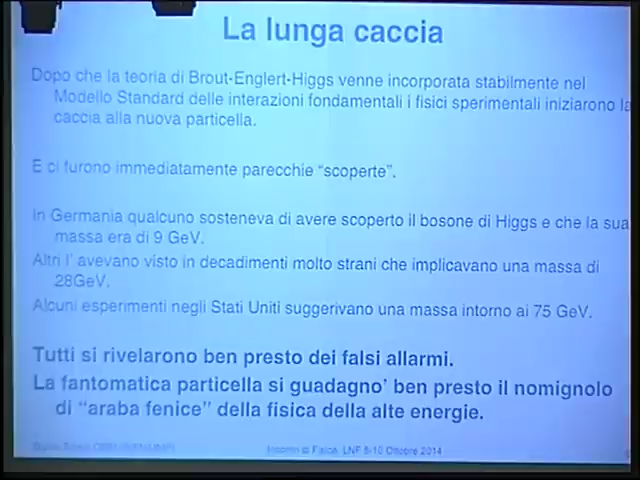 La lunga caccia
Dopo che la teoria di Brout-Englert-Higgs venne incorporata stabilmente nel
Modello Standard delle interazioni fondamentali i fisici sperimentali iniziarono la
caccia alla nuova particella.
E ci furono immediatamente parecchie “scoperte”.
In Germania qualcuno sosteneva di avere scoperto il bosone di Higgs e che la sua
massa era di 9 GeV.
Altri l’ avevano visto in decadimenti molto strani che implicavano una massa di
28GeV.
Alcuni esperimenti negli Stati Uniti suggerivano una massa intorno ai 75 GeV.
Tutti si rivelarono ben presto dei falsi allarmi.
La fantomatica particella si guadagno’ ben presto il nomignolo
di “araba fenice” della fisica della alte energie.
Incontri di Fisica, LNF 8-10 Ottobre 2014